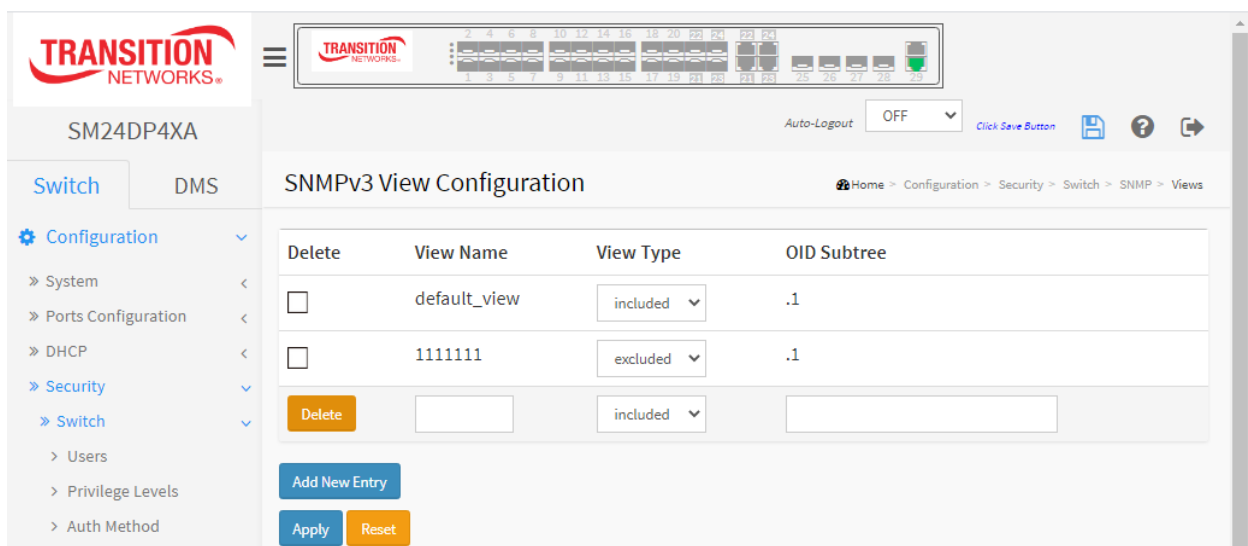 TRANSITION
NETWORKS®
TRANSITION
NETWORKS
2 4 6 8 10 12 14 16 18 20 22 24 22 24
1 3 5 7 9 11 13 15 17 19 21 23 21 23 25 26 27 28 29
SM24DP4XA
Auto-Logout OFF Click Save Button
Switch DMS
SNMPv3 View Configuration
Home > Configuration > Security > Switch > SNMP > Views
Configuration
» System
» Ports Configuration
» DHCP
» Security
» Switch
> Users
> Privilege Levels
> Auth Method
Delete View Name View Type OID Subtree
default_view included .1
1111111 excluded .1
Delete included
Add New Entry
Apply Reset